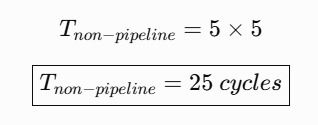 T_{non-pipeline} = 5 × 5
T_{non-pipeline} = 25 cycles